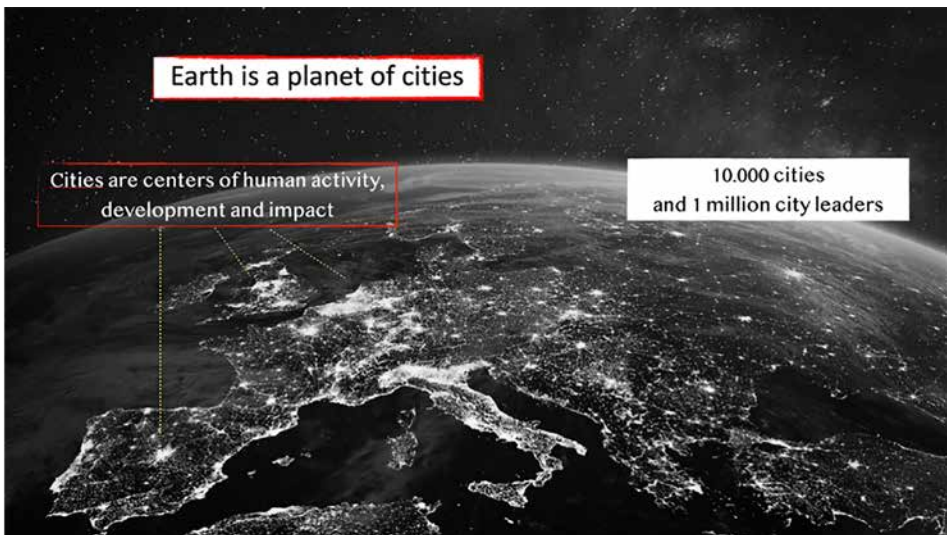 Earth is a planet of cities
Cities are centers of human activity,
development and impact
10.000 cities
and 1 million city leaders